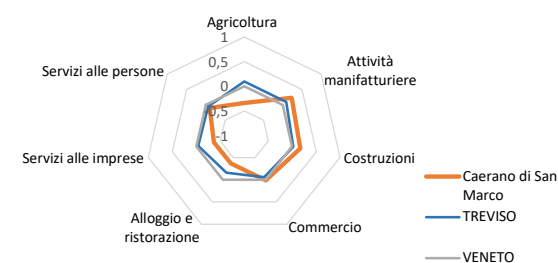 Agricoltura
1
0,5
0
-0,5
-1
Attività
manifatturiere
Costruzioni
Commercio
Alloggio e
ristorazione
Servizi alle imprese
Servizi alle persone
Caerano di San
Marco
TREVISO
VENETO